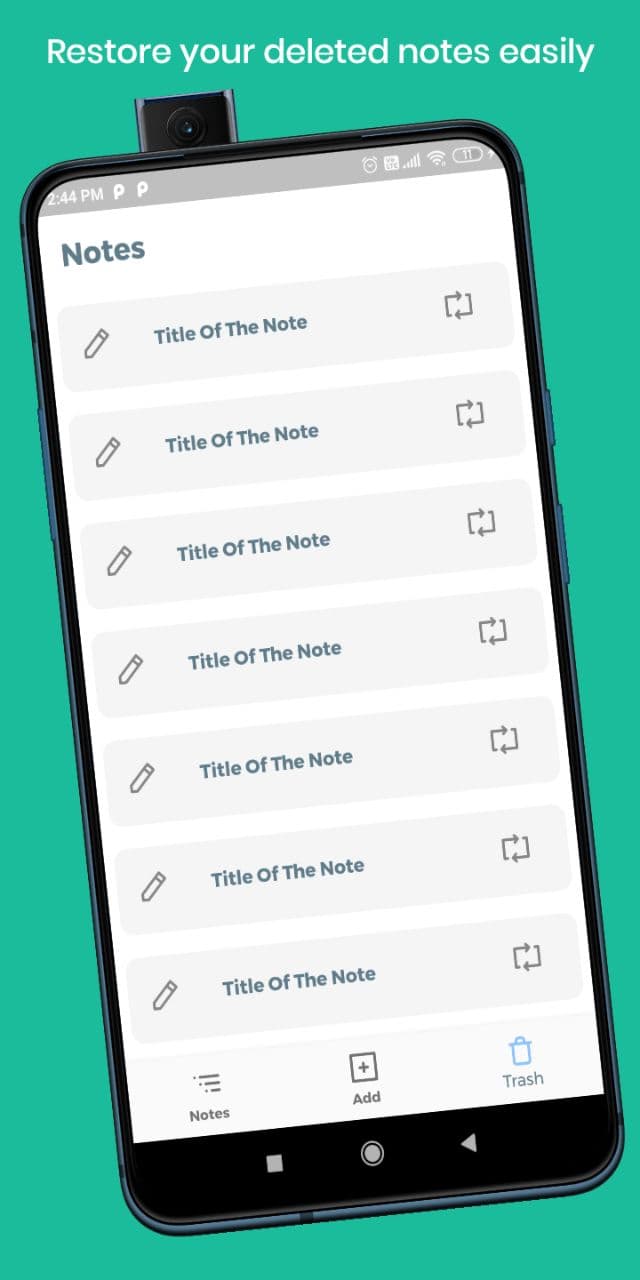 Restore your deleted notes easily
2:44 PM
11
Notes
Title Of The Note
Title Of The Note
Title Of The Note
Title Of The Note
Title Of The Note
Title Of The Note
Title Of The Note
Notes
Add
Trash